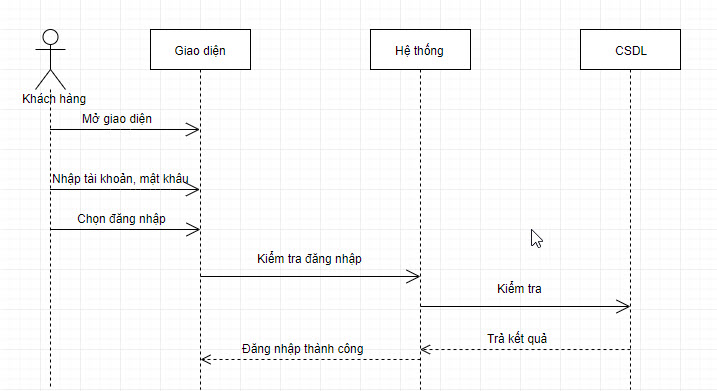 Giao diện
Hệ thống
CSDL
Khách hàng
Mở giao diện
Nhập tài khoản, mật khâu
Chọn đăng nhập
Kiểm tra đăng nhập
Kiểm tra
Trả kết quả
Đăng nhập thành công